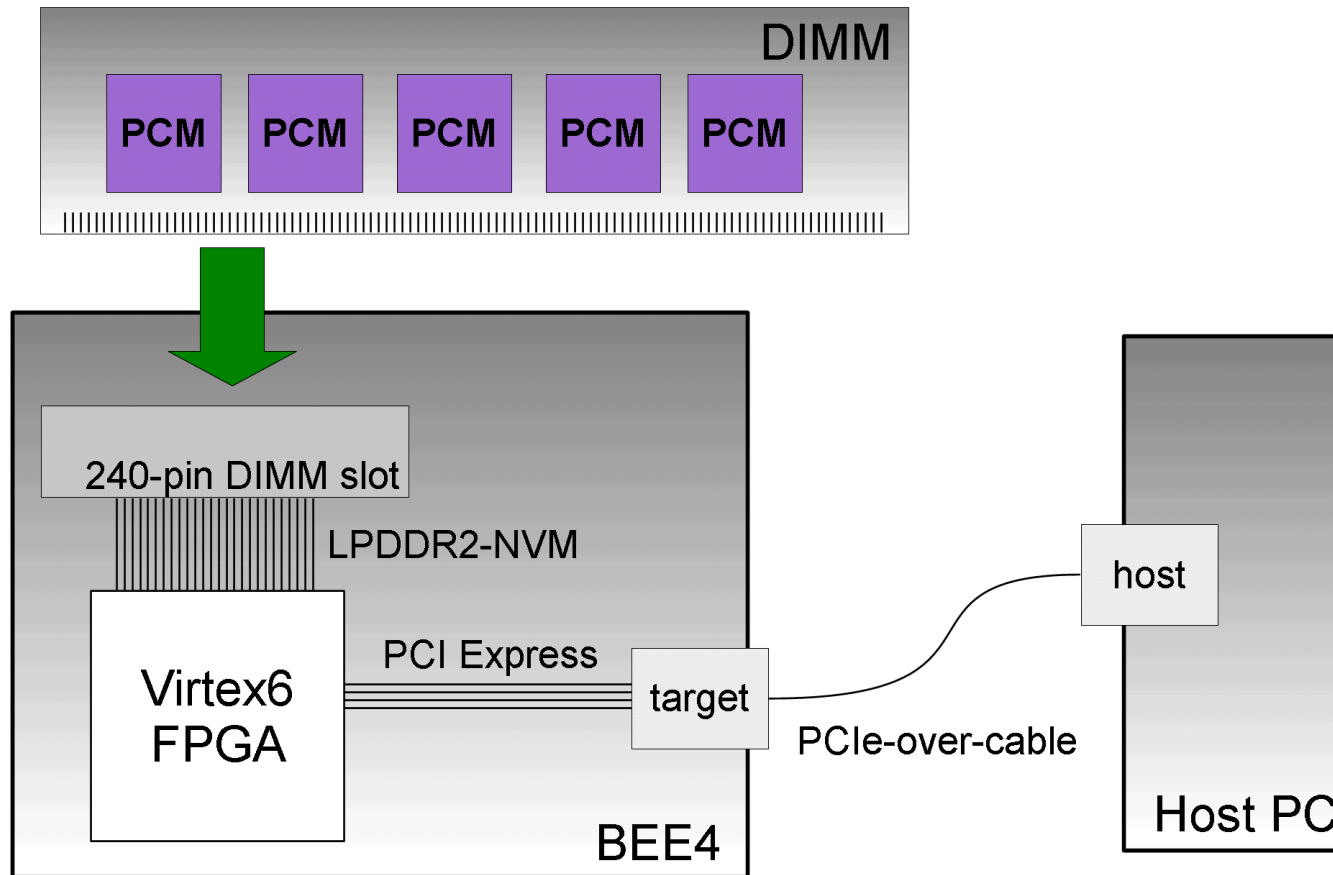 DIMM
PCM PCM PCM PCM PCM
240-pin DIMM slot
LPDDR2-NVM
host
PCI Express
Virtex6
FPGA
target
PCIe-over-cable
Host PC
BEE4